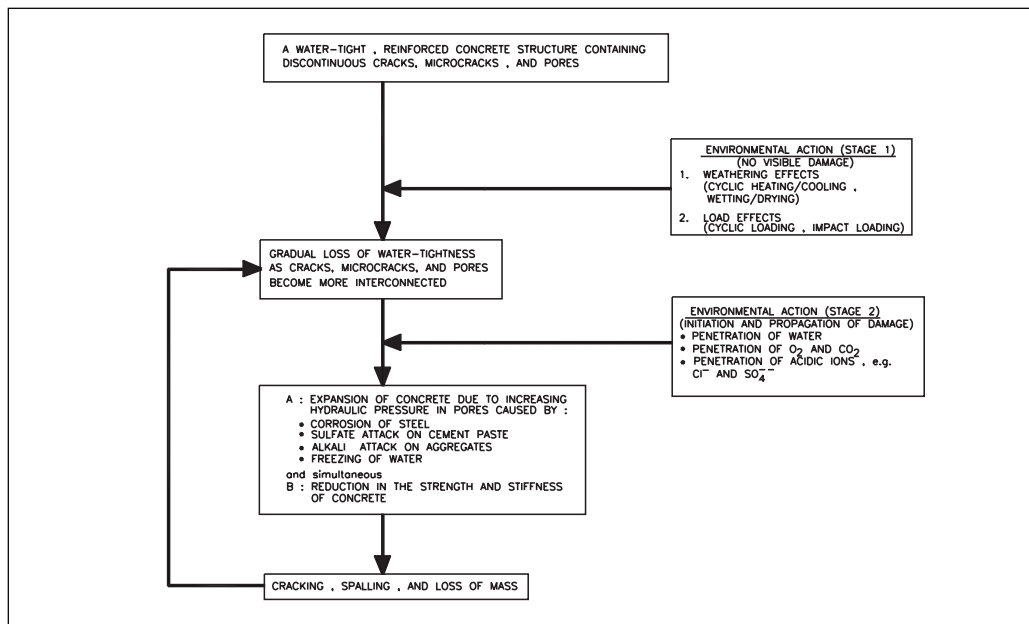 A WATER-TIGHT , REINFORCED CONCRETE STRUCTURE CONTAINING
DISCONTINUOUS CRACKS, MICROCRACKS , AND PORES
ENVIRONMENTAL ACTION (STAGE 1)
(NO VISIBLE DAMAGE)
1. WEATHERING EFFECTS
(CYCLIC HEATING/COOLING ,
WETTING/DRYING)
2. LOAD EFFECTS
(CYCLIC LOADING , IMPACT LOADING)
GRADUAL LOSS OF WATER-TIGHTNESS
AS CRACKS, MICROCRACKS, AND PORES
BECOME MORE INTERCONNECTED
ENVIRONMENTAL ACTION (STAGE 2)
(INITIATION AND PROPAGATION OF DAMAGE)
• PENETRATION OF WATER
• PENETRATION OF O₂ AND CO₂
• PENETRATION OF ACIDIC IONS , e.g.
Cl⁻ AND SO₄⁻⁻
A : EXPANSION OF CONCRETE DUE TO INCREASING
HYDRAULIC PRESSURE IN PORES CAUSED BY :
• CORROSION OF STEEL
• SULFATE ATTACK ON CEMENT PASTE
• ALKALI ATTACK ON AGGREGATES
• FREEZING OF WATER
and simultaneous
B : REDUCTION IN THE STRENGTH AND STIFFNESS
OF CONCRETE
CRACKING , SPALLING , AND LOSS OF MASS